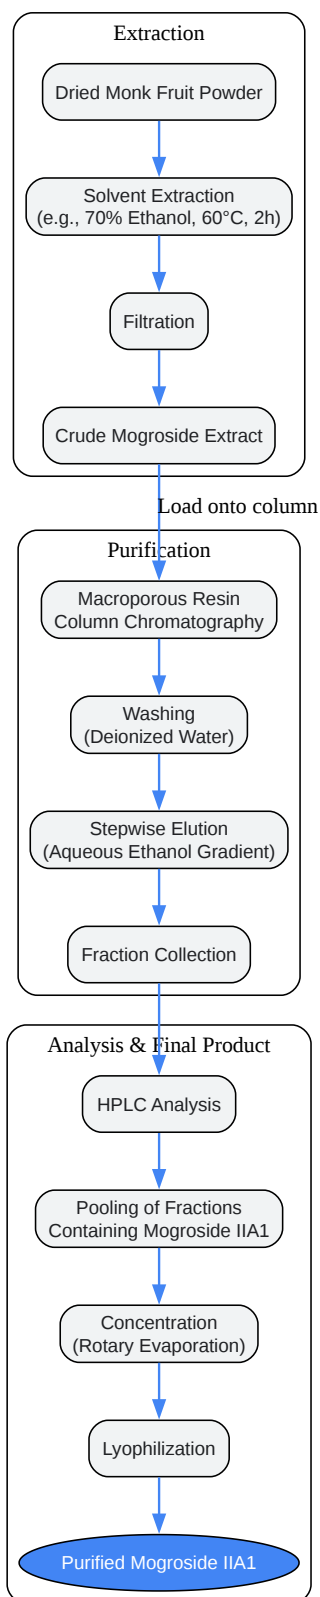 Extraction
Dried Monk Fruit Powder
Solvent Extraction
(e.g., 70% Ethanol, 60°C, 2h)
Filtration
Crude Mogroside Extract
Load onto column
Purification
Macroporous Resin
Column Chromatography
Washing
(Deionized Water)
Stepwise Elution
(Aqueous Ethanol Gradient)
Fraction Collection
Analysis & Final Product
HPLC Analysis
Pooling of Fractions
Containing Mogroside IIA1
Concentration
(Rotary Evaporation)
Lyophilization
Purified Mogroside IIA1